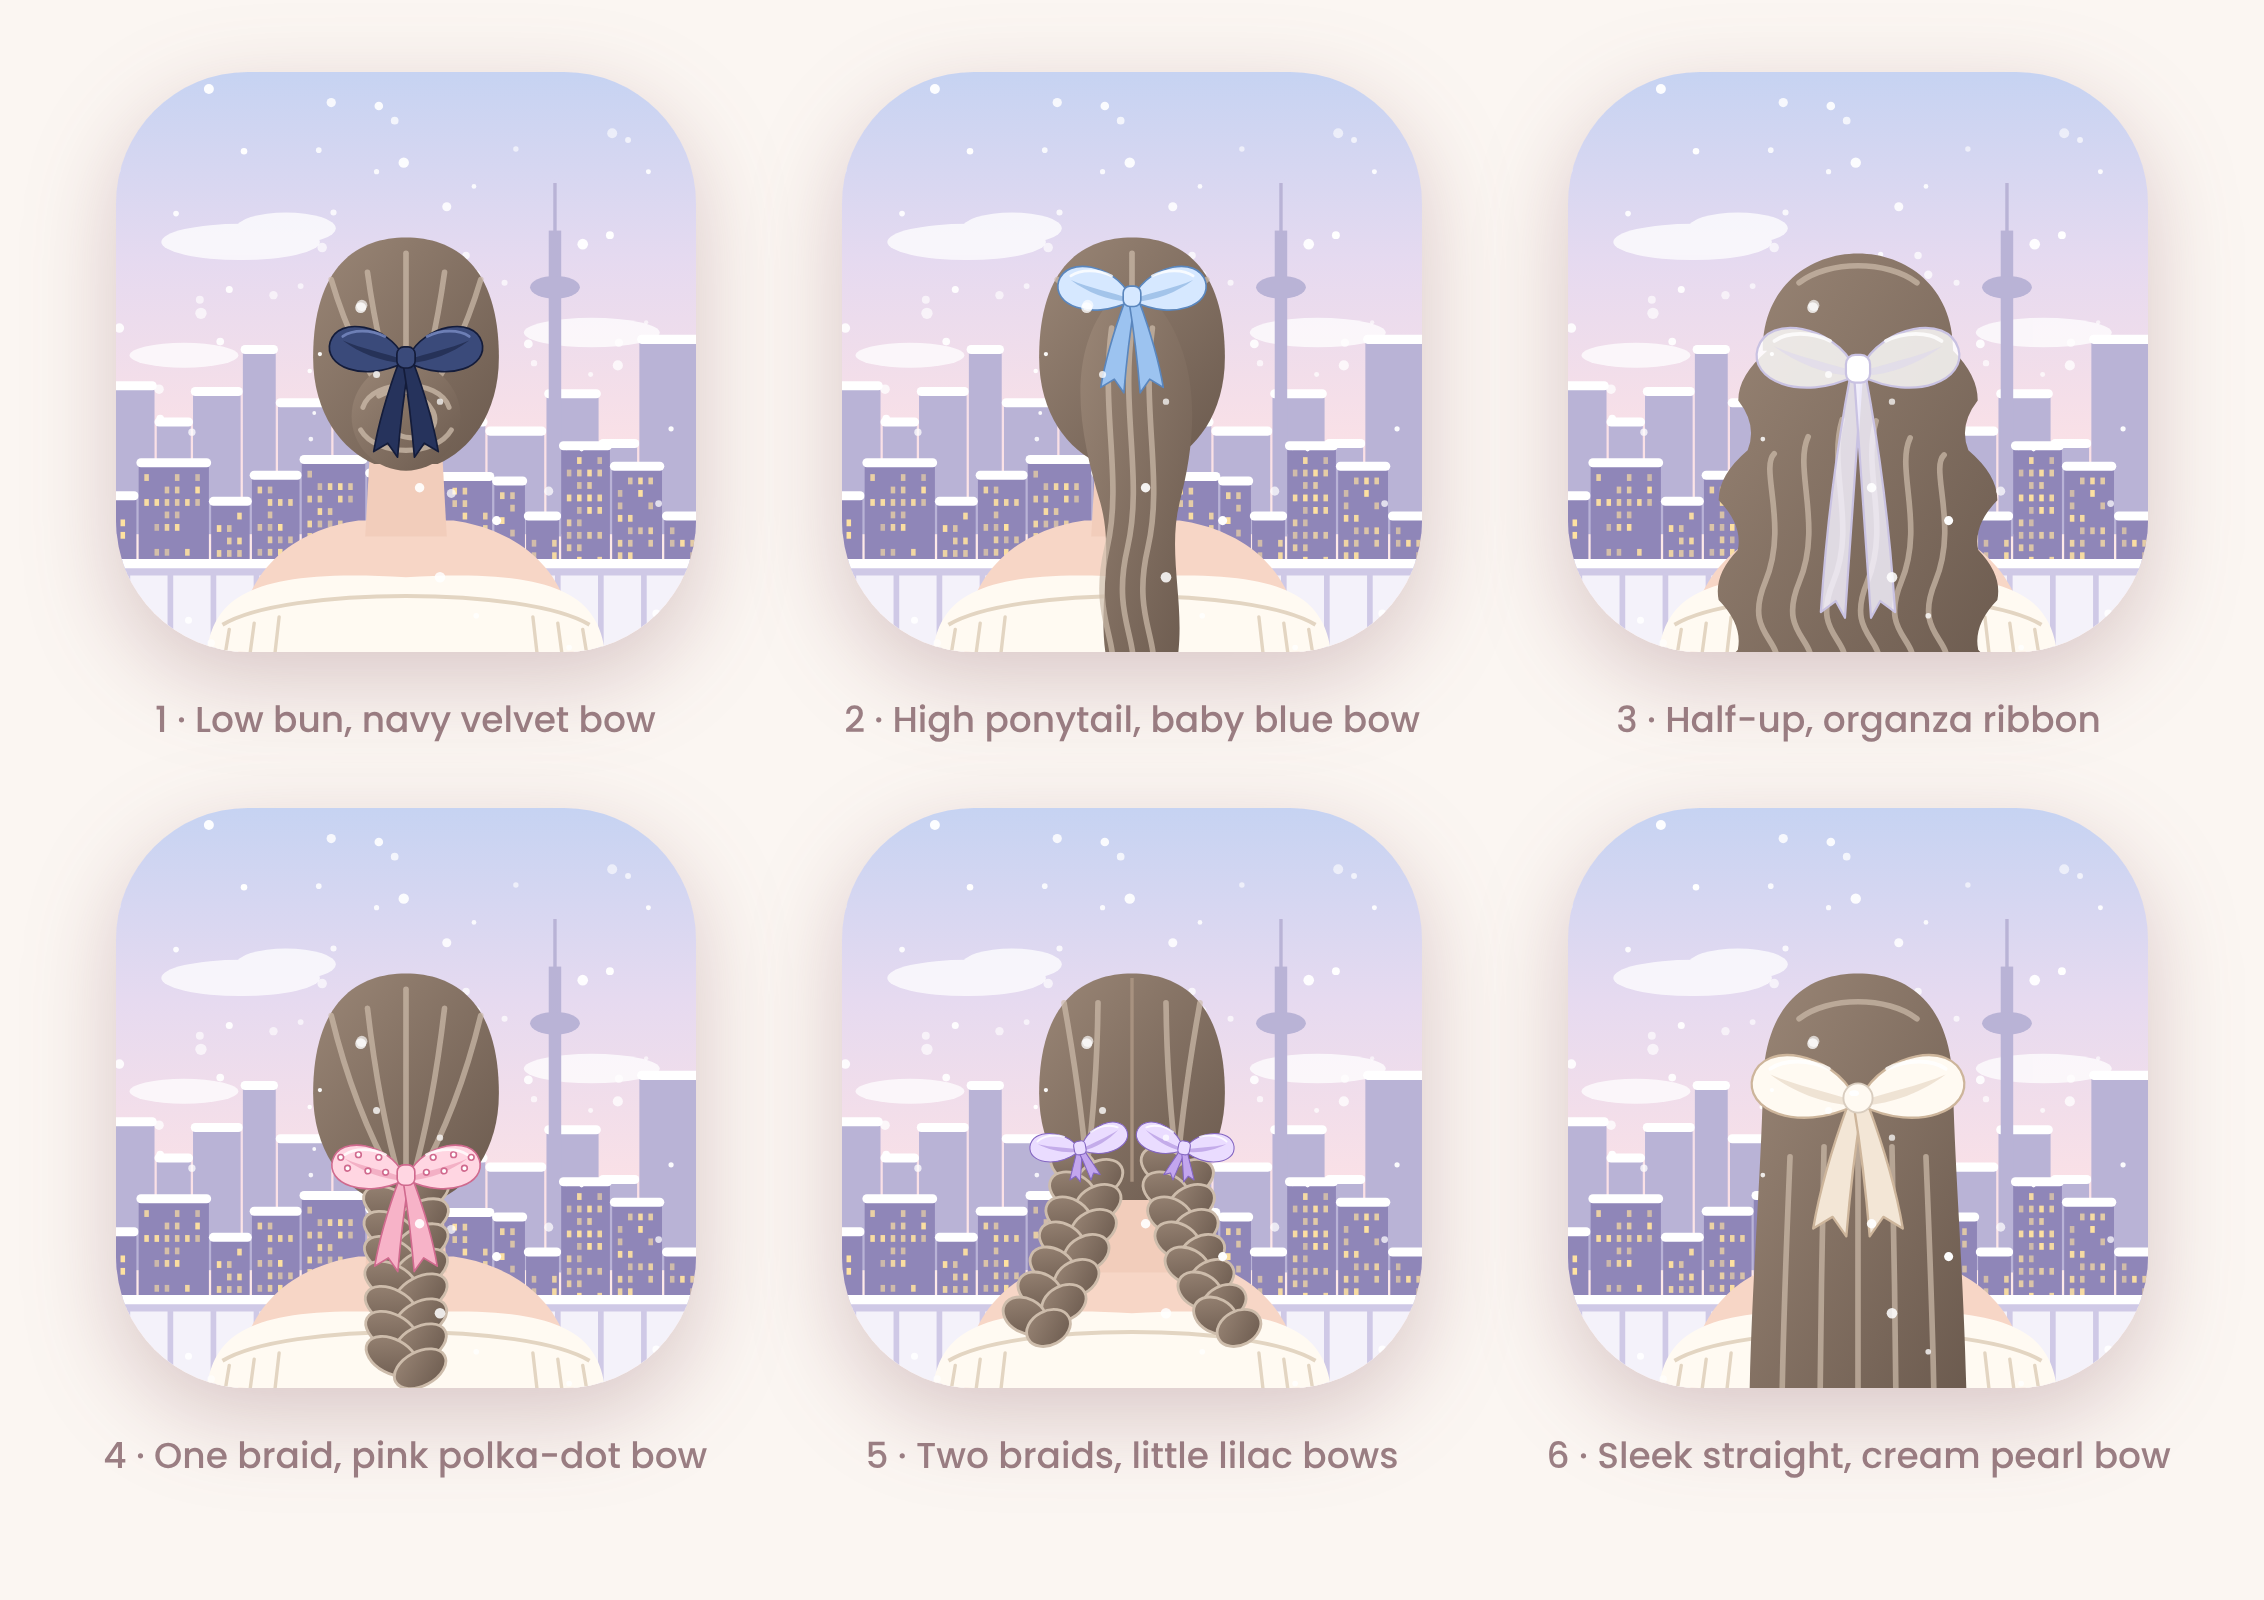 1 · Low bun, navy velvet bow
2 · High ponytail, baby blue bow
3 · Half-up, organza ribbon
4 · One braid, pink polka-dot bow
5 · Two braids, little lilac bows
6 · Sleek straight, cream pearl bow